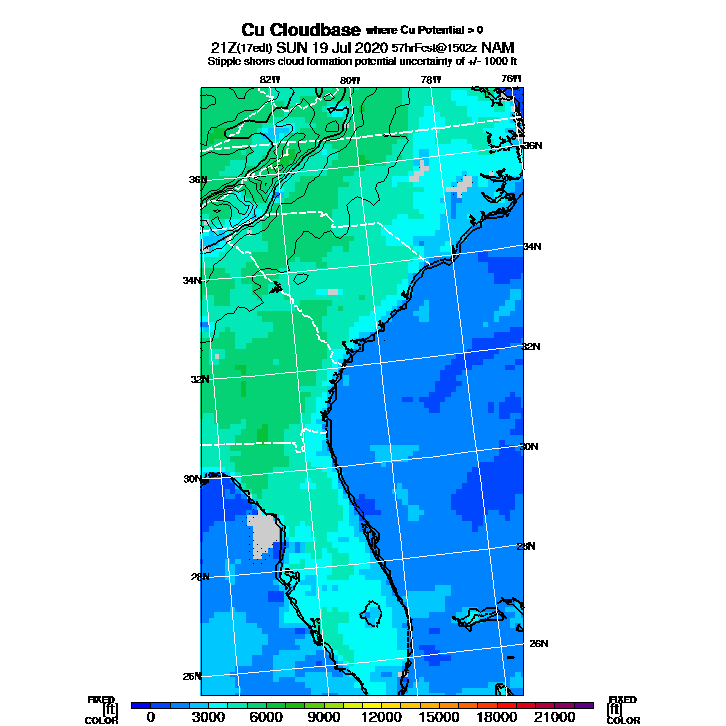 Cu Cloudbase where Cu Potential > 0
21Z(17edt) SUN 19 Jul 2020 57hrFcst@1502z NAM
Stipple shows cloud formation potential uncertainty of +/- 1000 ft
82W 80W 78W 76W
36N
36N
34N
34N
32N
32N
30N
30N
28N
28N
26N
26N
FIXED FIXED
[ft] [ft]
COLOR COLOR
0 3000 6000 9000 12000 15000 18000 21000